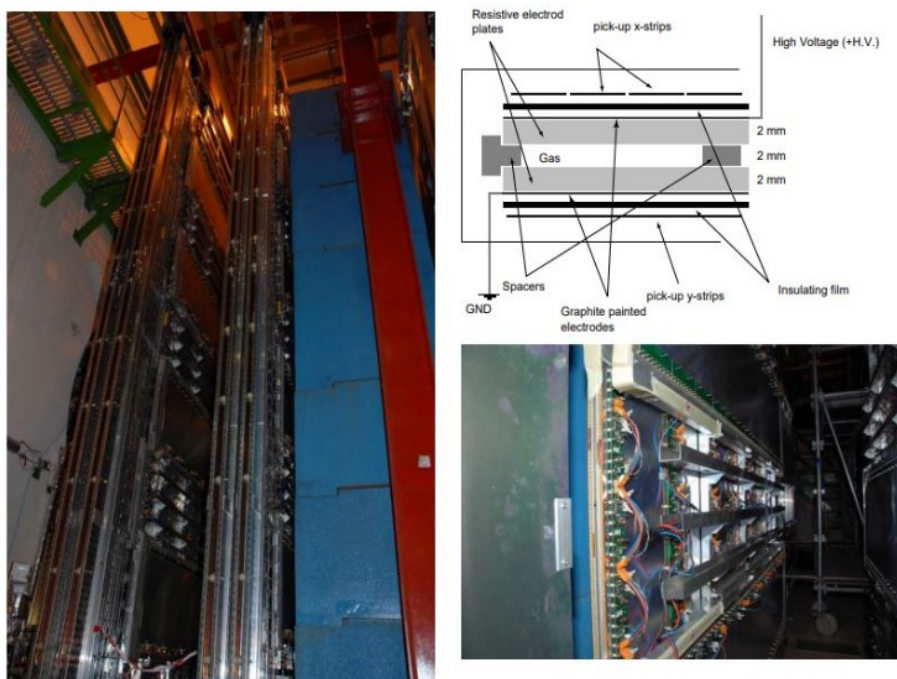 Resistive electrod
plates
pick-up x-strips
High Voltage (+H.V.)
2 mm
Gas
2 mm
2 mm
Spacers
Insulating film
GND
Graphite painted
electrodes
pick-up y-strips